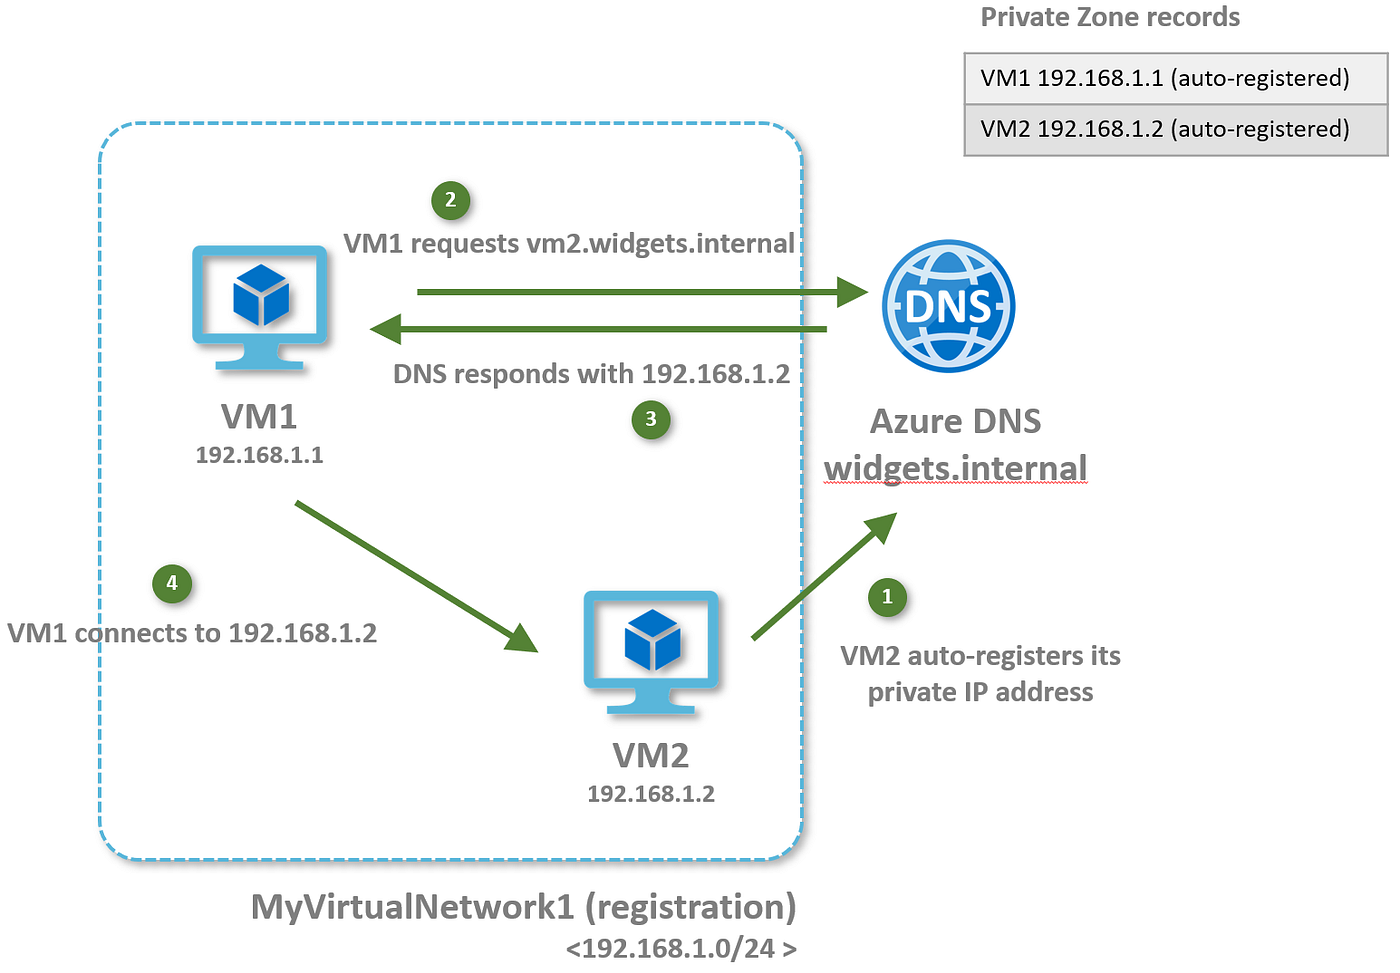 Private Zone records
VM1 192.168.1.1 (auto-registered)
VM2 192.168.1.2 (auto-registered)
2
VM1 requests vm2.widgets.internal
DNS
DNS responds with 192.168.1.2
3
VM1
192.168.1.1
Azure DNS
widgets.internal
4
VM1 connects to 192.168.1.2
1
VM2 auto-registers its
private IP address
VM2
192.168.1.2
MyVirtualNetwork1 (registration)
<192.168.1.0/24 >